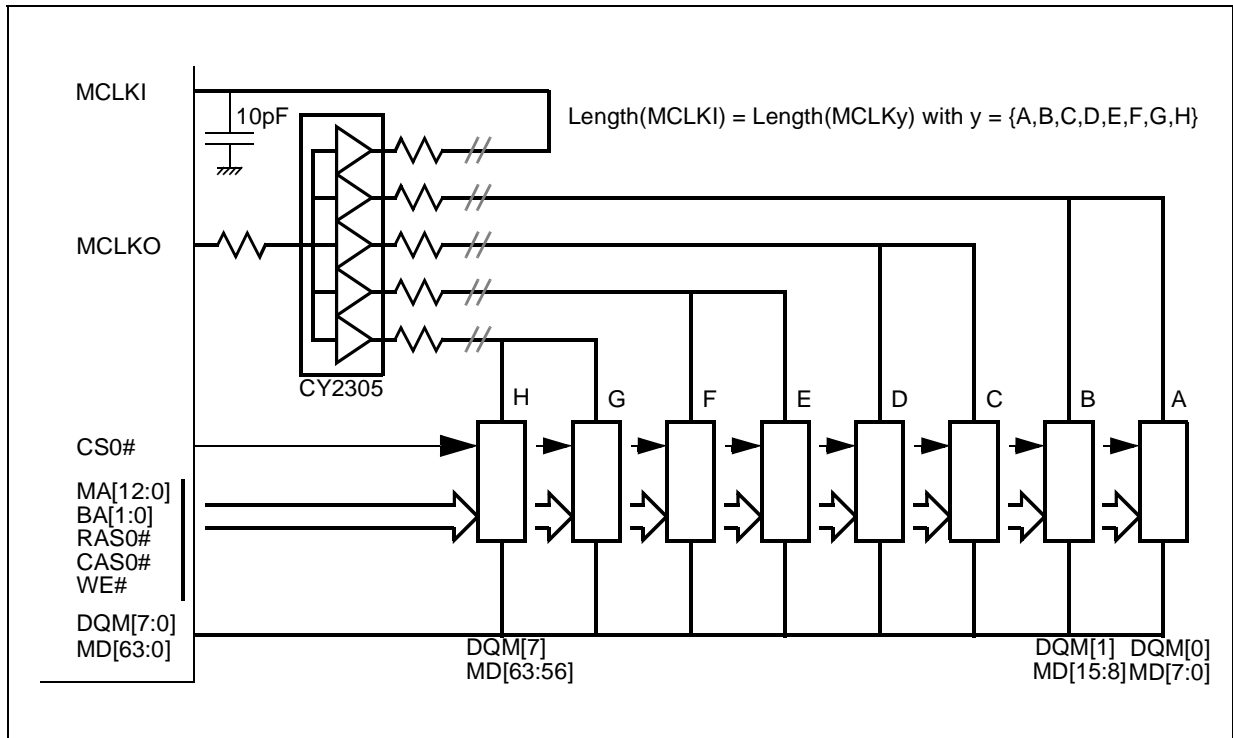 MCLKI
10pF
Length(MCLKI) = Length(MCLKy) with y = {A,B,C,D,E,F,G,H}
MCLKO
CY2305
H G F E D C B A
CS0#
MA[12:0]
BA[1:0]
RAS0#
CAS0#
WE#
DQM[7:0]
MD[63:0]
DQM[7]
MD[63:56]
DQM[1] DQM[0]
MD[15:8] MD[7:0]